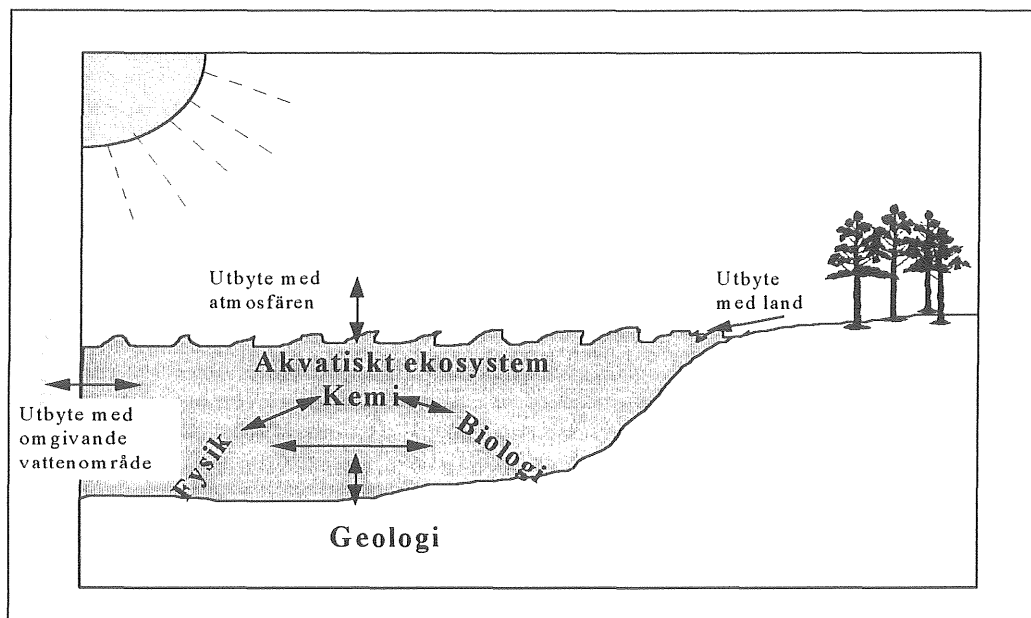 Utbyte med
atmosfären
Utbyte
med land
Akvatiskt ekosystem
Kemi
Utbyte med
omgivande
vattenområde
Fysik
Biologi
Geologi